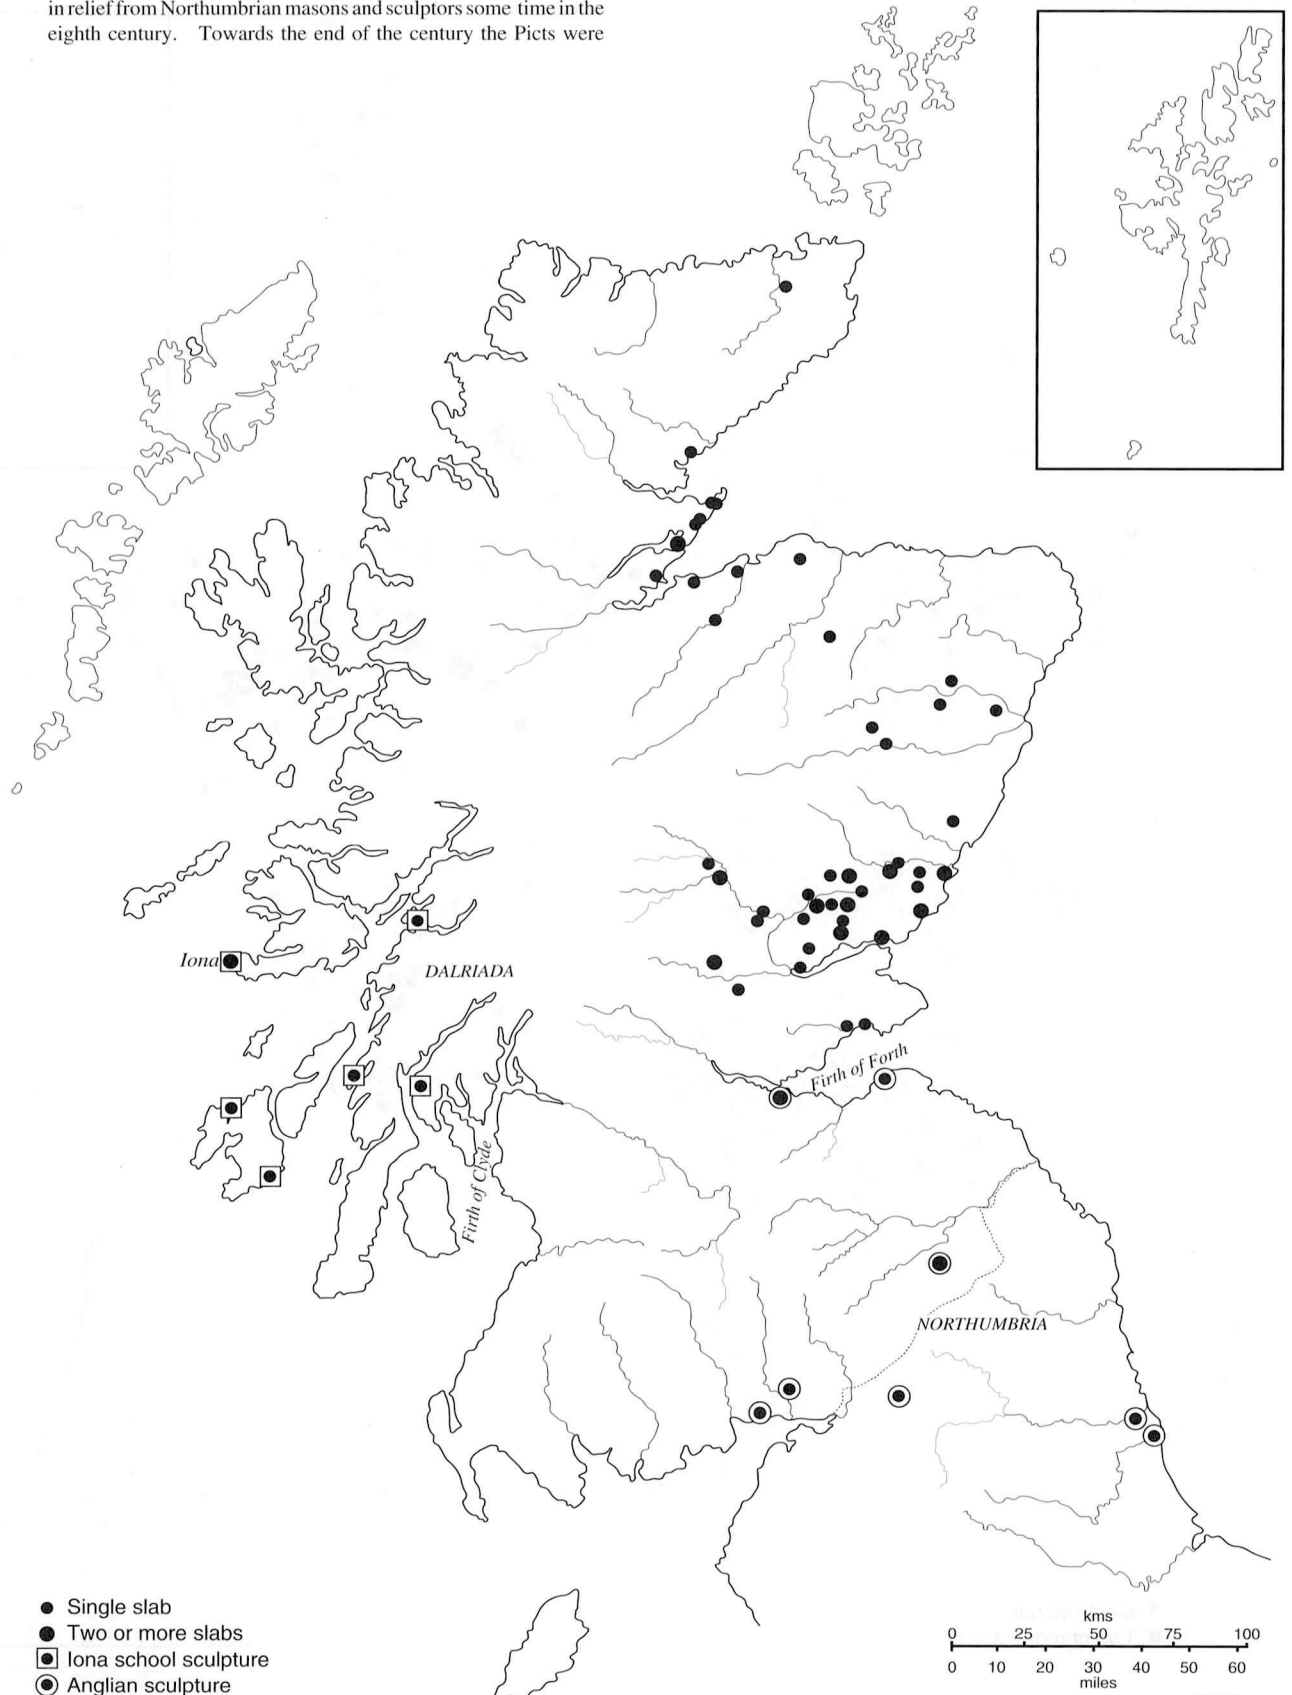 in relief from Northumbrian masons and sculptors some time in the
eighth century. Towards the end of the century the Picts were
Iona
DALRIADA
Firth of Forth
Firth of Clyde
NORTHUMBRIA
Single slab
Two or more slabs
Iona school sculpture
Anglian sculpture
kms
0 25 50 75 100
0 10 20 30 40 50 60
miles